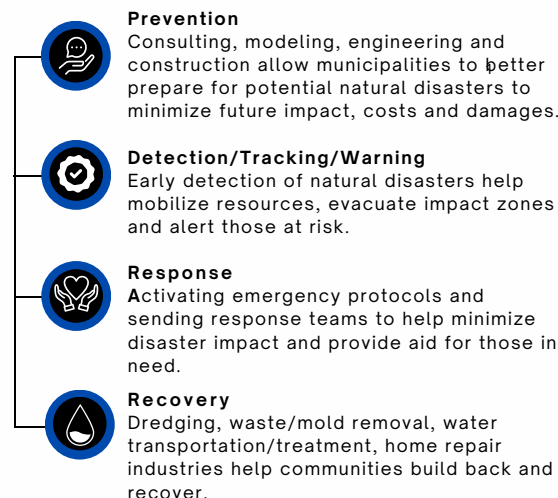 Prevention
Consulting, modeling, engineering and
construction allow municipalities to better
prepare for potential natural disasters to
minimize future impact, costs and damages.
Detection/Tracking/Warning
Early detection of natural disasters help
mobilize resources, evacuate impact zones
and alert those at risk.
Response
Activating emergency protocols and
sending response teams to help minimize
disaster impact and provide aid for those in
need.
Recovery
Dredging, waste/mold removal, water
transportation/treatment, home repair
industries help communities build back and
recover.